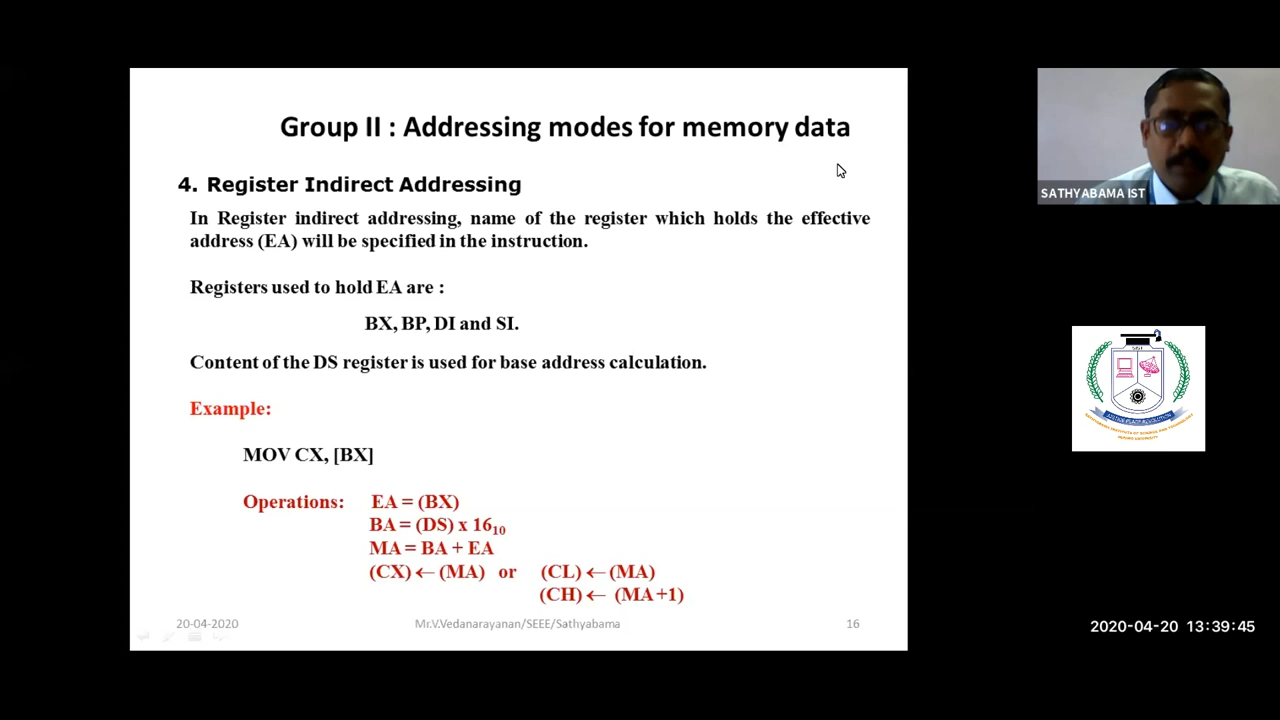 Group II : Addressing modes for memory data
4. Register Indirect Addressing
In Register indirect addressing, name of the register which holds the effective
address (EA) will be specified in the instruction.
Registers used to hold EA are :
BX, BP, DI and SI.
Content of the DS register is used for base address calculation.
Example:
MOV CX, [BX]
Operations: EA = (BX)
BA = (DS) x 16₁₀
MA = BA + EA
(CX) ← (MA) or (CL) ← (MA)
(CH) ← (MA +1)
20-04-2020 Mr.V.Vedanarayanan/SEEE/Sathyabama 16
SATHYABAMA IST
2020-04-20 13:39:45